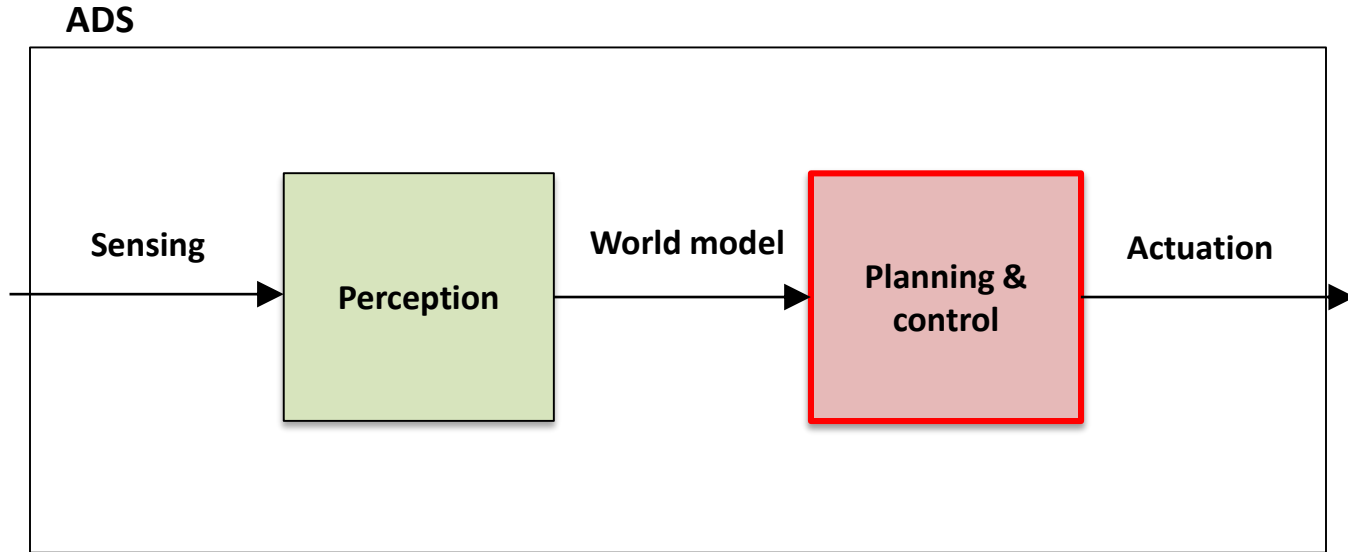 ADS
Sensing
Perception
World model
Planning &
control
Actuation